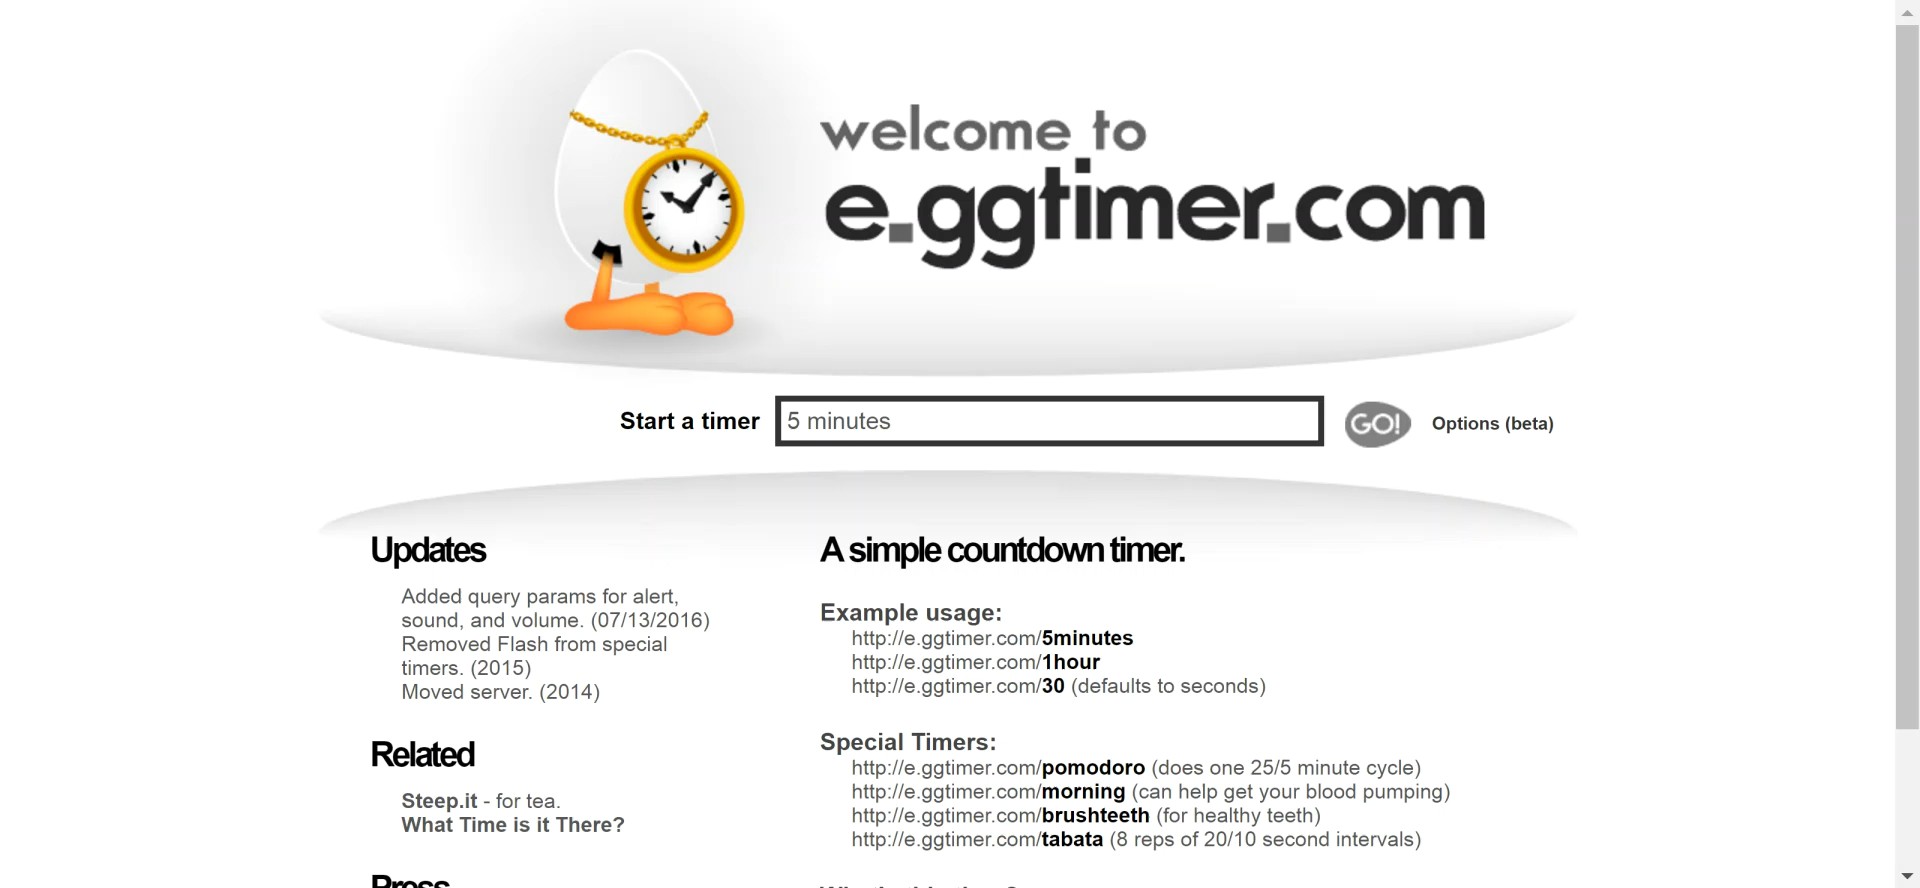 welcome to
e.ggtimer.com
Start a timer
5 minutes
GO!
Options (beta)
Updates
Added query params for alert,
sound, and volume. (07/13/2016)
Removed Flash from special
timers. (2015)
Moved server. (2014)
Related
Steep.it - for tea.
What Time is it There?
Press
A simple countdown timer.
Example usage:
http://e.ggtimer.com/5minutes
http://e.ggtimer.com/1hour
http://e.ggtimer.com/30 (defaults to seconds)
Special Timers:
http://e.ggtimer.com/pomodoro (does one 25/5 minute cycle)
http://e.ggtimer.com/morning (can help get your blood pumping)
http://e.ggtimer.com/brushteeth (for healthy teeth)
http://e.ggtimer.com/tabata (8 reps of 20/10 second intervals)